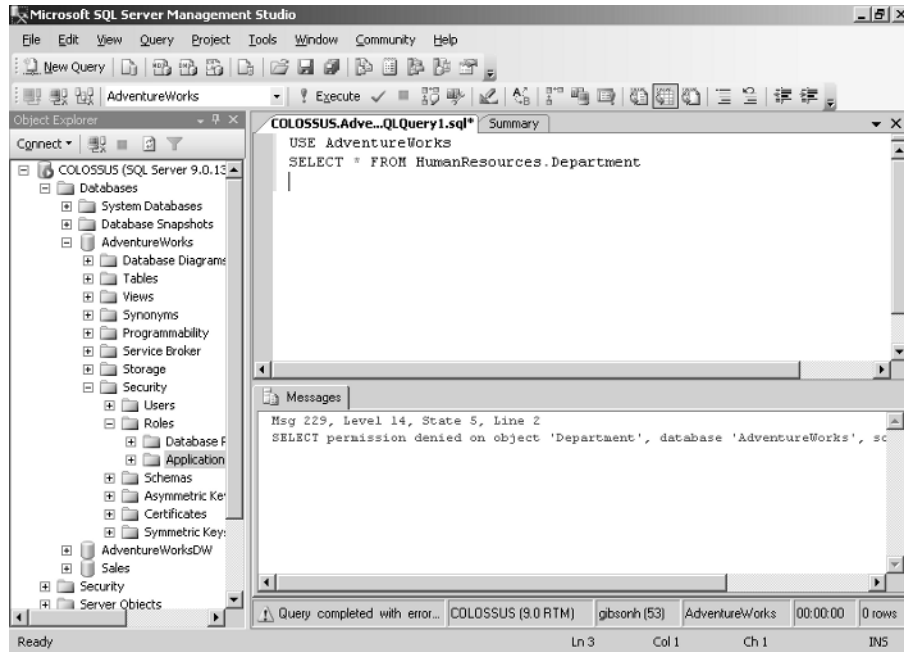 Microsoft SQL Server Management Studio
File Edit View Query Project Tools Window Community Help
New Query
AdventureWorks Execute
Object Explorer
COLOSSUS.Adve...QLQuery1.sql* Summary
Connect
USE AdventureWorks
SELECT * FROM HumanResources.Department
COLOSSUS (SQL Server 9.0.13
Databases
System Databases
Database Snapshots
AdventureWorks
Database Diagrams
Tables
Views
Synonyms
Programmability
Service Broker
Storage
Security
Users
Roles
Database R
Application
Schemas
Asymmetric Key
Certificates
Symmetric Keys
AdventureWorksDW
Sales
Security
Server Objects
Messages
Msg 229, Level 14, State 5, Line 2
SELECT permission denied on object 'Department', database 'AdventureWorks', sc
Query completed with error... COLOSSUS (9.0 RTM) gibsonh (53) AdventureWorks 00:00:00 0 rows
Ready Ln 3 Col 1 Ch 1 INS